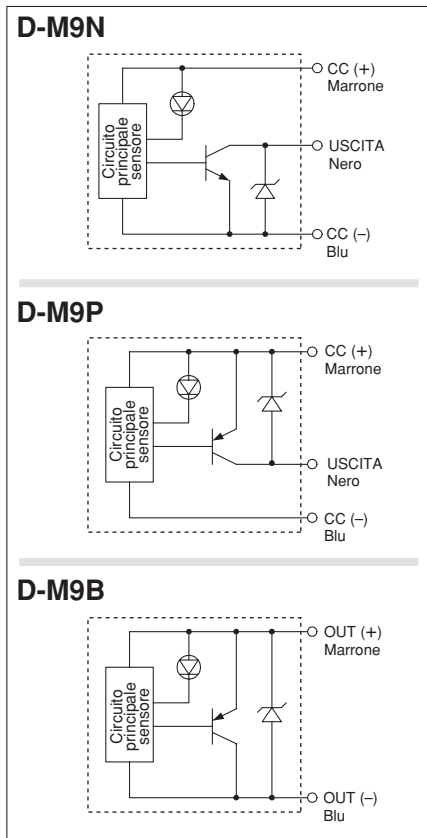 D-M9N
CC (+)
Marrone
Circuito
principale
sensore
USCITA
Nero
CC (–)
Blu
D-M9P
CC (+)
Marrone
Circuito
principale
sensore
USCITA
Nero
CC (–)
Blu
D-M9B
OUT (+)
Marrone
Circuito
principale
sensore
OUT (–)
Blu